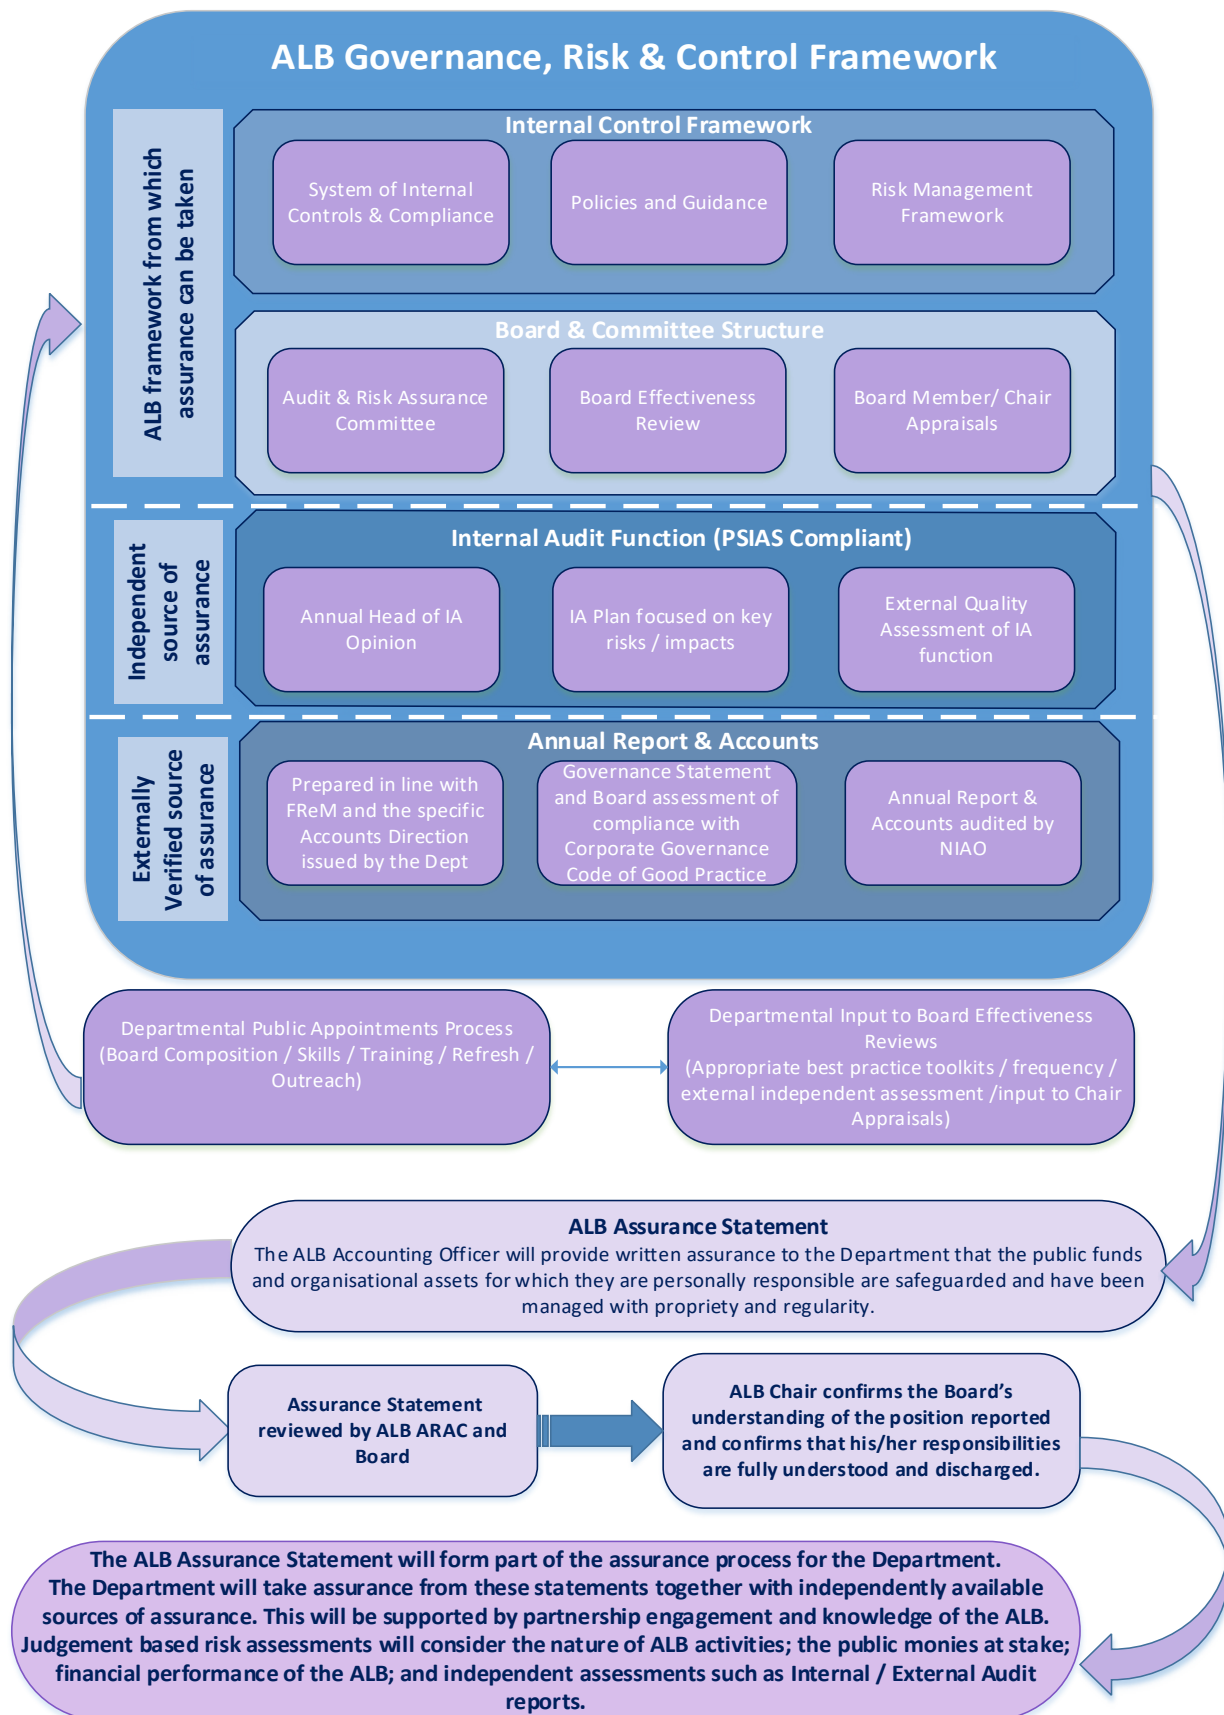 ALB Governance, Risk & Control Framework
ALB framework from which
assurance can be taken
Internal Control Framework
System of Internal
Controls & Compliance
Policies and Guidance
Risk Management
Framework
Board & Committee Structure
Audit & Risk Assurance
Committee
Board Effectiveness
Review
Board Member/ Chair
Appraisals
Independent
source of
assurance
Internal Audit Function (PSIAS Compliant)
Annual Head of IA
Opinion
IA Plan focused on key
risks / impacts
External Quality
Assessment of IA
function
Externally
Verified source
of assurance
Annual Report & Accounts
Prepared in line with
FReM and the specific
Accounts Direction
issued by the Dept
Governance Statement
and Board assessment of
compliance with
Corporate Governance
Code of Good Practice
Annual Report &
Accounts audited by
NIAO
Departmental Public Appointments Process
(Board Composition / Skills / Training / Refresh /
Outreach)
Departmental Input to Board Effectiveness
Reviews
(Appropriate best practice toolkits / frequency /
external independent assessment /input to Chair
Appraisals)
ALB Assurance Statement
The ALB Accounting Officer will provide written assurance to the Department that the public funds
and organisational assets for which they are personally responsible are safeguarded and have been
managed with propriety and regularity.
Assurance Statement
reviewed by ALB ARAC and
Board
ALB Chair confirms the Board’s
understanding of the position reported
and confirms that his/her responsibilities
are fully understood and discharged.
The ALB Assurance Statement will form part of the assurance process for the Department.
The Department will take assurance from these statements together with independently available
sources of assurance. This will be supported by partnership engagement and knowledge of the ALB.
Judgement based risk assessments will consider the nature of ALB activities; the public monies at stake;
financial performance of the ALB; and independent assessments such as Internal / External Audit
reports.